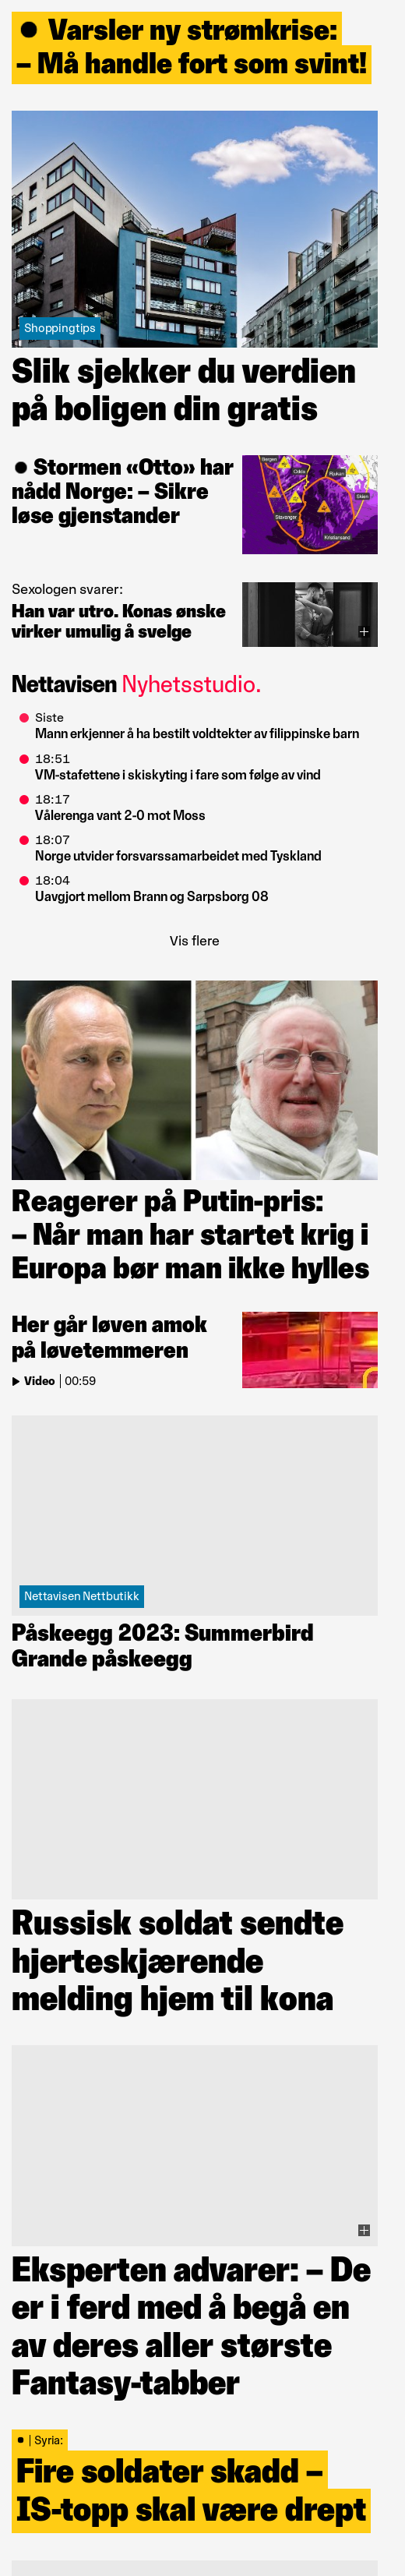 Varsler ny strømkrise:
– Må handle fort som svint!
Shoppingtips
Slik sjekker du verdien
på boligen din gratis
Stormen «Otto» har
nådd Norge: – Sikre
løse gjenstander
Bergen
Oslo
Horten
Skien
Stavanger
Kristiansand
Sexologen svarer:
Han var utro. Konas ønske
virker umulig å svelge
Nettavisen Nyhetsstudio.
Siste
Mann erkjenner å ha bestilt voldtekter av filippinske barn
18:51
VM-stafettene i skiskyting i fare som følge av vind
18:17
Vålerenga vant 2-0 mot Moss
18:07
Norge utvider forsvarssamarbeidet med Tyskland
18:04
Uavgjort mellom Brann og Sarpsborg 08
Vis flere
Reagerer på Putin-pris:
– Når man har startet krig i
Europa bør man ikke hylles
Her går løven amok
på løvetemmeren
Video | 00:59
Nettavisen Nettbutikk
Påskeegg 2023: Summerbird
Grande påskeegg
Russisk soldat sendte
hjerteskjærende
melding hjem til kona
Eksperten advarer: – De
er i ferd med å begå en
av deres aller største
Fantasy-tabber
| Syria:
Fire soldater skadd –
IS-topp skal være drept